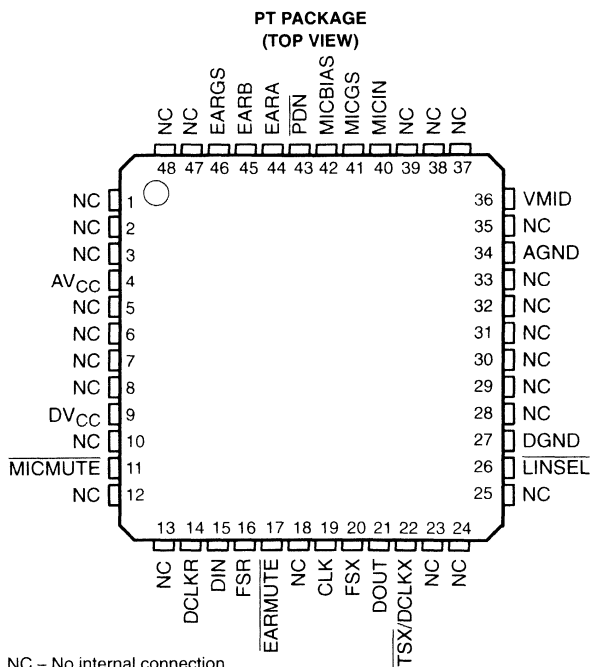 PT PACKAGE
(TOP VIEW)
NC
NC
EARGS
EARB
EARA
PDN
MICBIAS
MICGS
MICIN
NC
NC
NC
48 47 46 45 44 43 42 41 40 39 38 37
NC 1
NC 2
NC 3
AVCC 4
NC 5
NC 6
NC 7
NC 8
DVCC 9
NC 10
MICMUTE 11
NC 12
36 VMID
35 NC
34 AGND
33 NC
32 NC
31 NC
30 NC
29 NC
28 NC
27 DGND
26 LINSEL
25 NC
13 14 15 16 17 18 19 20 21 22 23 24
NC
DCLKR
DIN
FSR
EARMUTE
NC
CLK
FSX
DOUT
TSX/DCLKX
NC
NC
NC – No internal connection